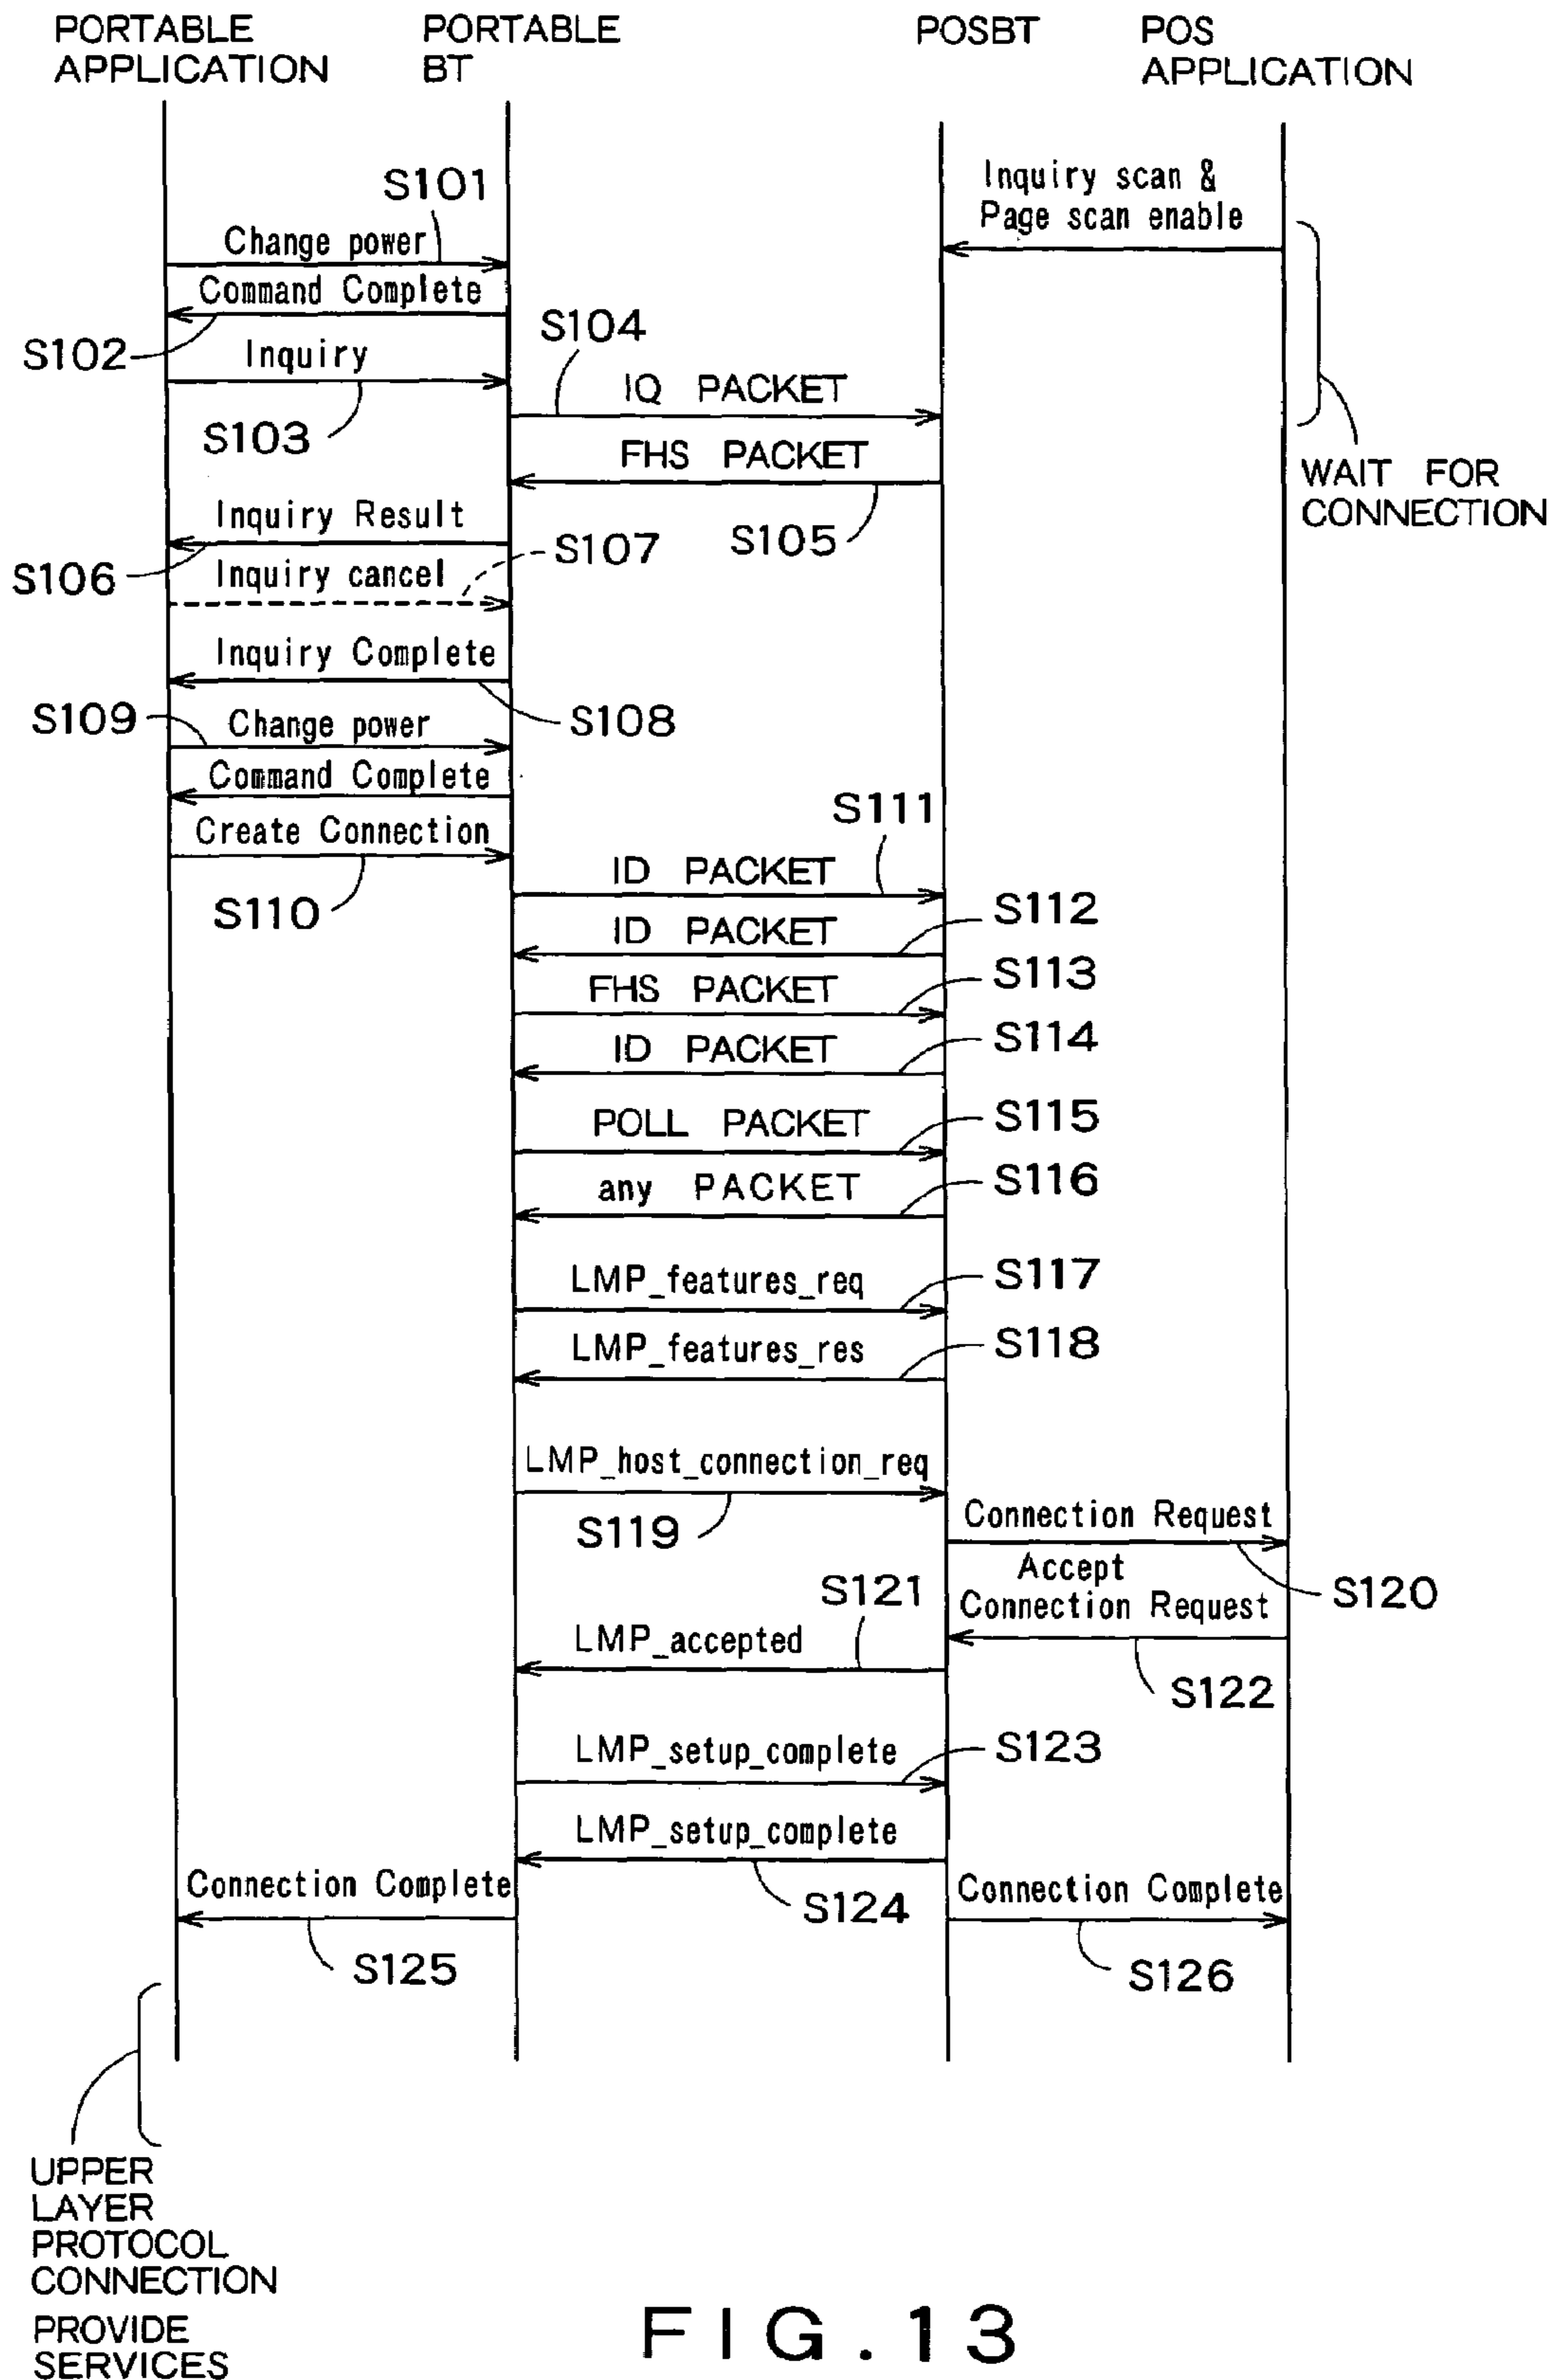 PORTABLE
APPLICATION
PORTABLE
BT
POSBT
POS
APPLICATION
Inquiry scan &
Page scan enable
S101
Change power
Command Complete
S102
S104
Inquiry
IQ PACKET
S103
FHS PACKET
WAIT FOR
CONNECTION
Inquiry Result
S105
S107
S106
Inquiry cancel
Inquiry Complete
S109
Change power
S108
Command Complete
S111
Create Connection
ID PACKET
S110
S112
ID PACKET
S113
FHS PACKET
S114
ID PACKET
S115
POLL PACKET
S116
any PACKET
LMP_features_req
S117
LMP_features_res
S118
LMP_host_connection_req
S119
Connection Request
Accept
Connection Request
S120
S121
LMP_accepted
S122
LMP_setup_complete
S123
LMP_setup_complete
Connection Complete
S124
Connection Complete
S125
S126
UPPER
LAYER
PROTOCOL
CONNECTION
PROVIDE
SERVICES
FIG.13